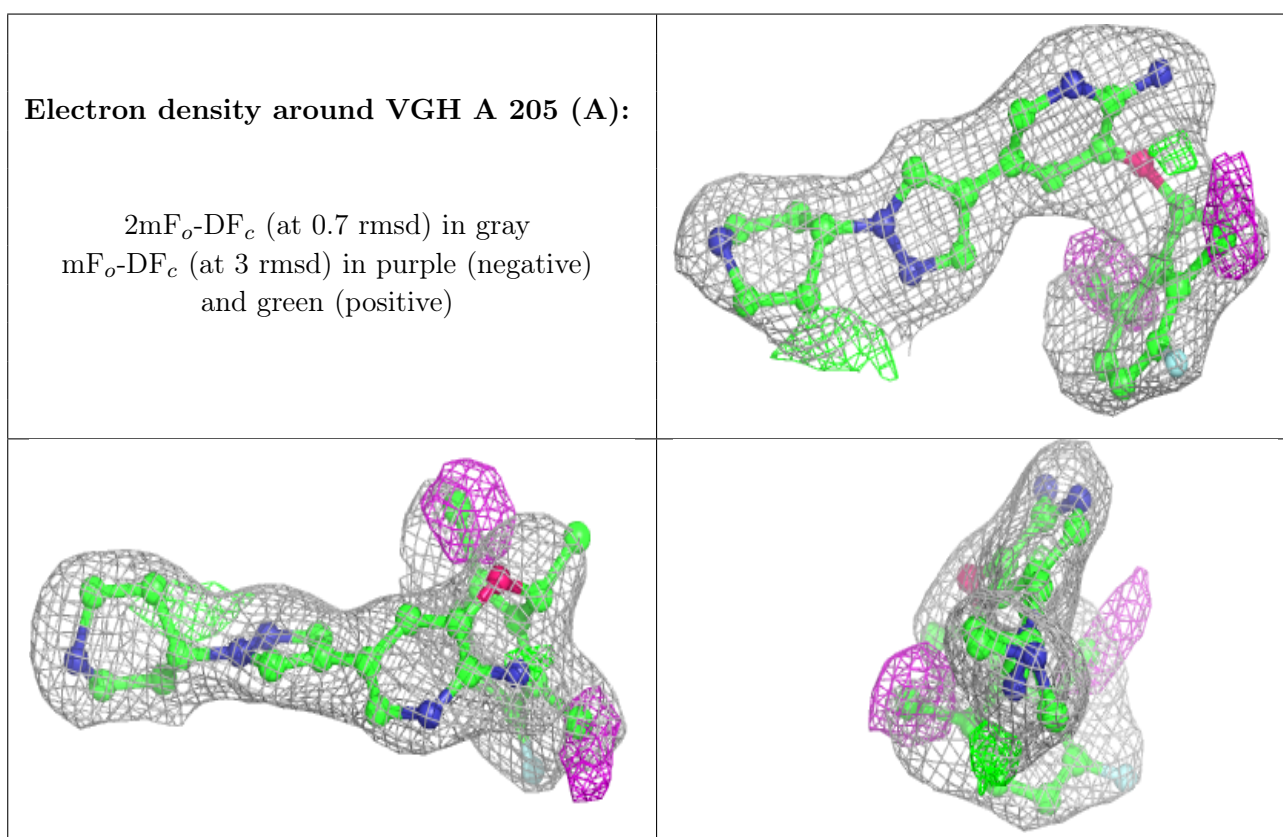 Electron density around VGH A 205 (A):
2mFo-DFc (at 0.7 rmsd) in gray
mFo-DFc (at 3 rmsd) in purple (negative)
and green (positive)